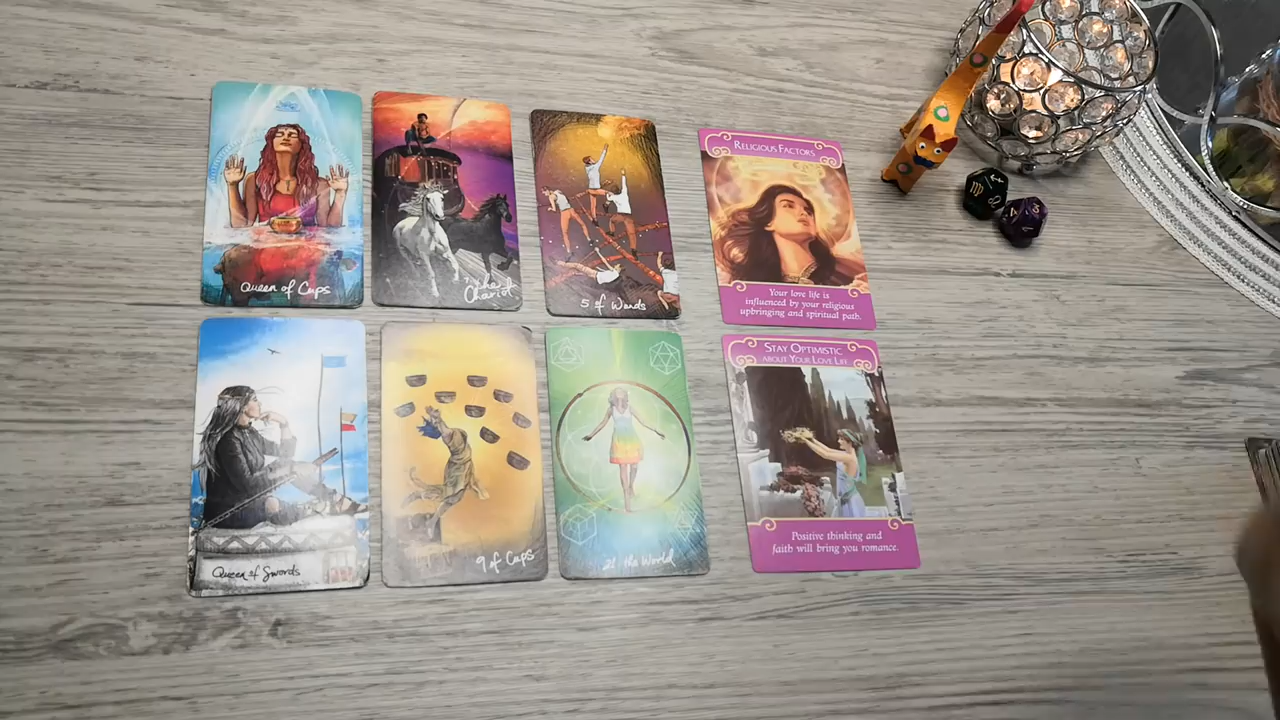 Queen of Cups
The Chariot
5 of Wands
RELIGIOUS FACTORS
Your love life is
influenced by your religious
upbringing and spiritual path.
Queen of Swords
9 of Cups
21 the World
STAY OPTIMISTIC
ABOUT YOUR LOVE LIFE
Positive thinking and
faith will bring you romance.